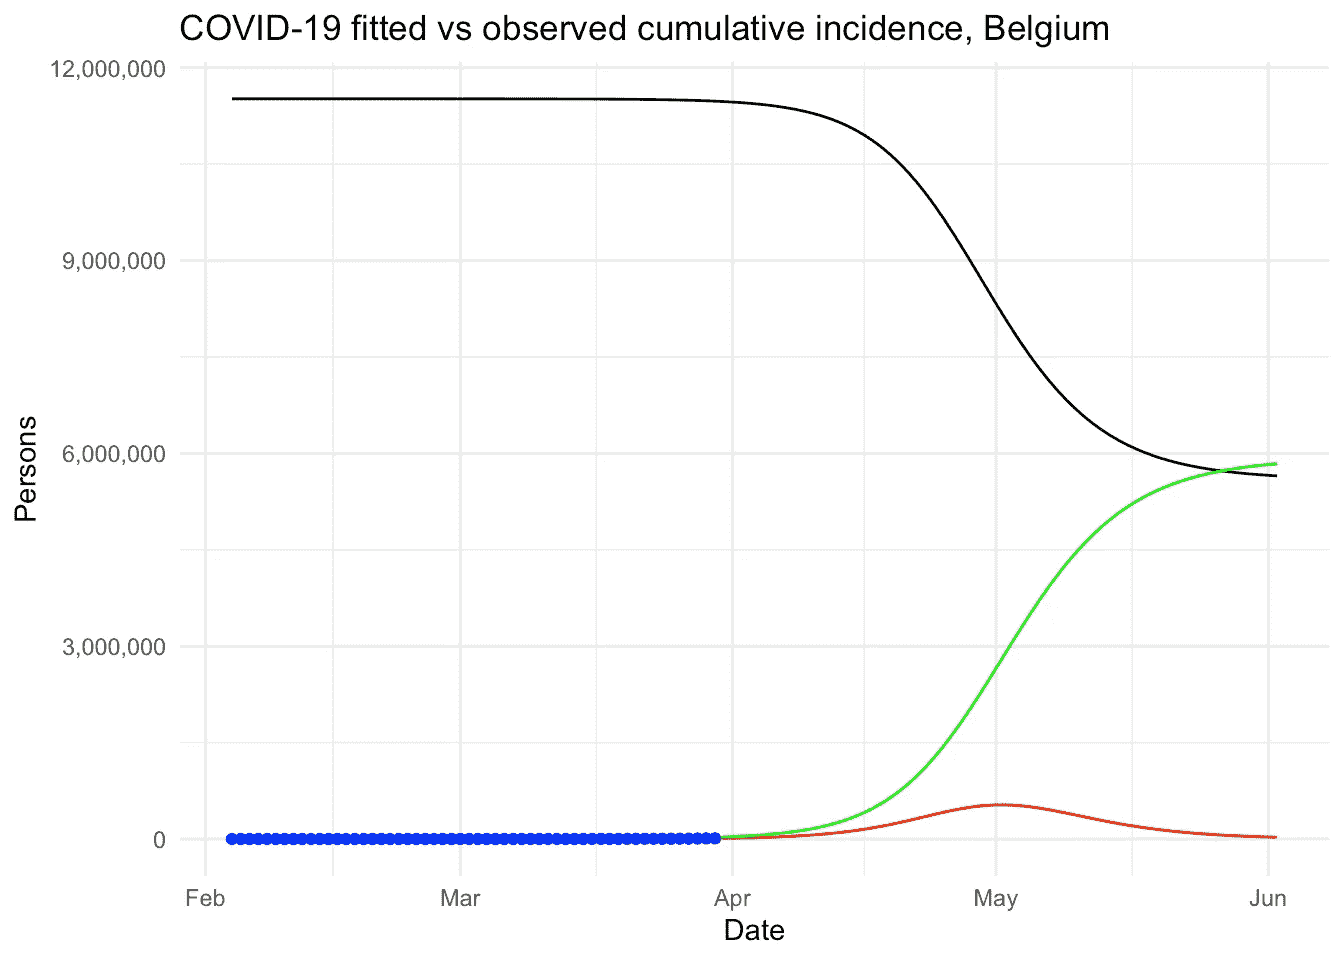 COVID-19 fitted vs observed cumulative incidence, Belgium
12,000,000
9,000,000
6,000,000
3,000,000
0
Persons
Feb Mar Apr May Jun
Date